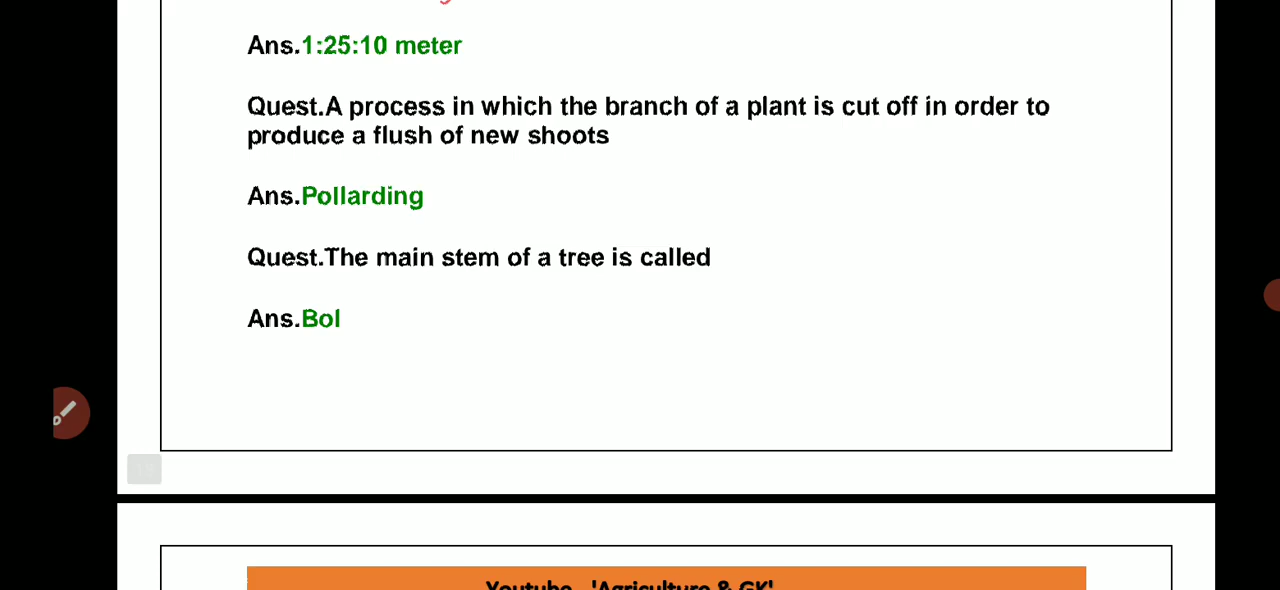 Ans.1:25:10 meter
Quest.A process in which the branch of a plant is cut off in order to
produce a flush of new shoots
Ans.Pollarding
Quest.The main stem of a tree is called
Ans.Bol
Youtube 'Agriculture & GK'